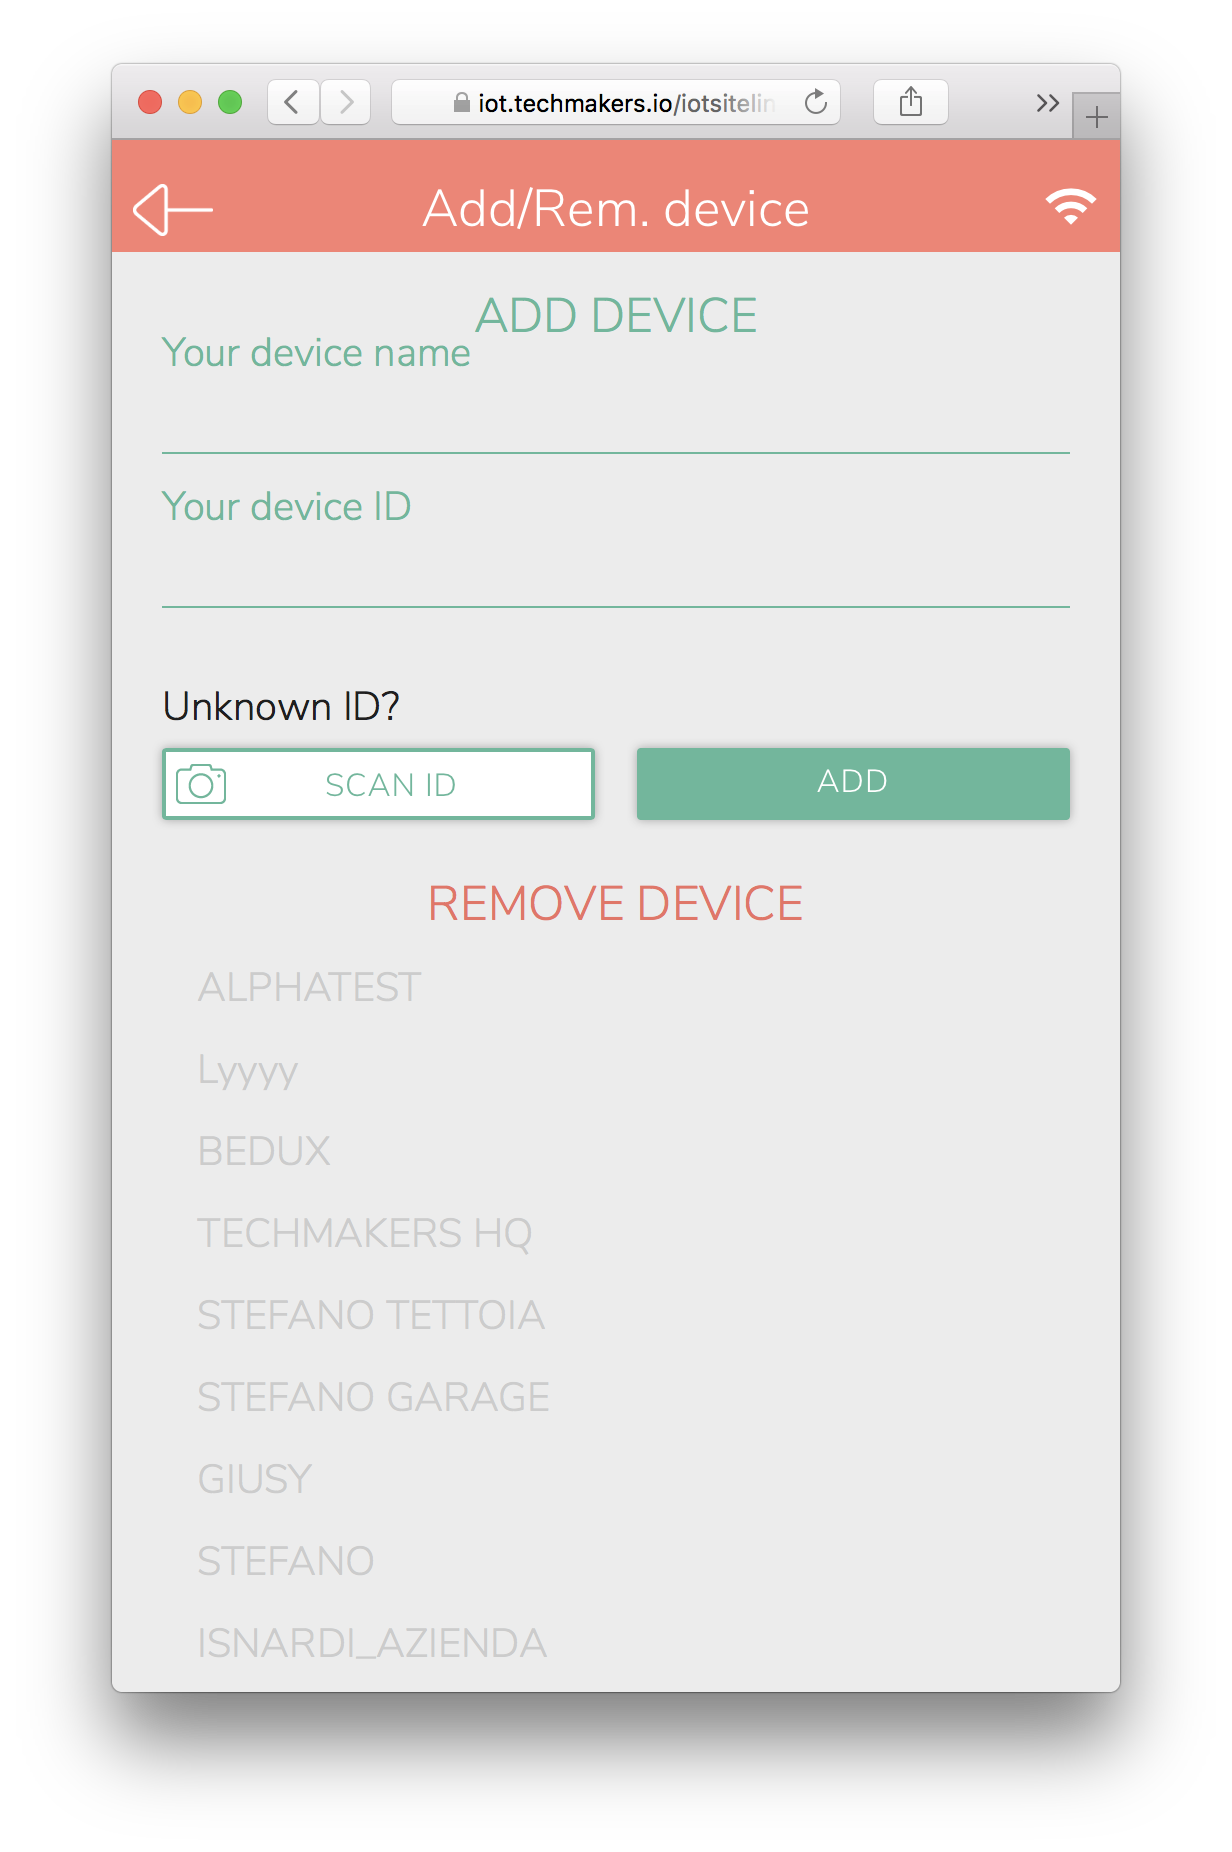 iot.techmakers.io/iotsitelin
Add/Rem. device
ADD DEVICE
Your device name
Your device ID
Unknown ID?
SCAN ID
ADD
REMOVE DEVICE
ALPHATEST
Lyyyy
BEDUX
TECHMAKERS HQ
STEFANO TETTOIA
STEFANO GARAGE
GIUSY
STEFANO
ISNARDI_AZIENDA